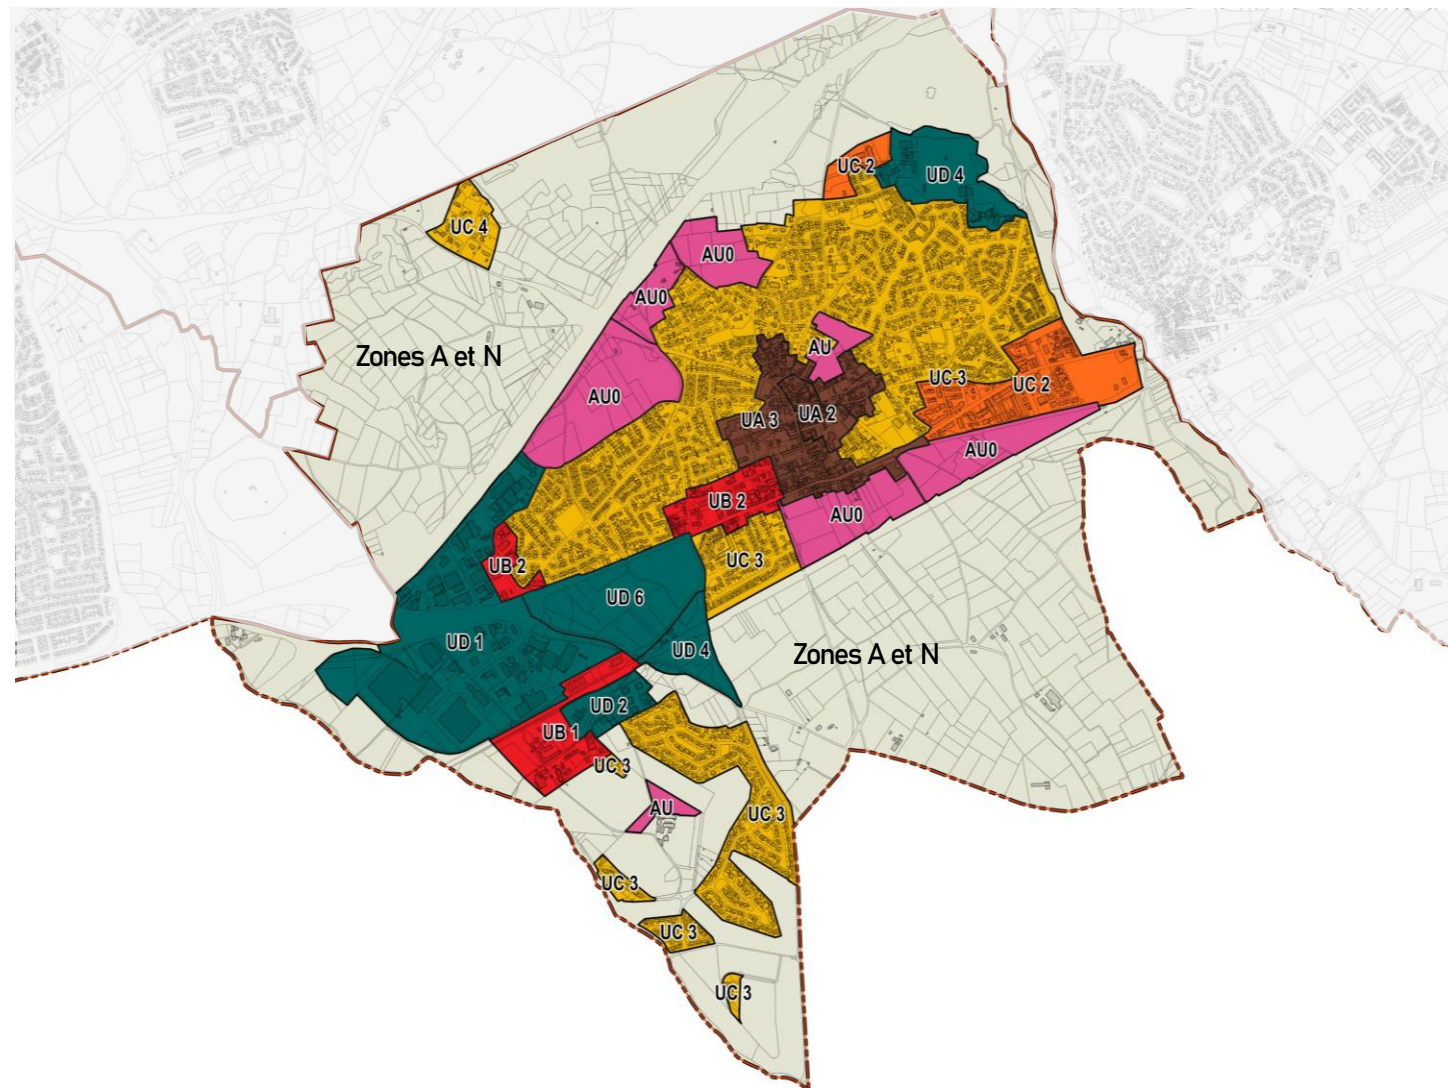 UC 2
UD 4
UC 4
AU0
AU0
Zones A et N
AU
UC 3
UC 2
AU0
UA 3
UA 2
AU0
UB 2
AU0
UB 2
UC 3
UD 6
UD 1
UD 4
Zones A et N
UD 2
UB 1
UC 3
AU
UC 3
UC 3
UC 3
UC 3